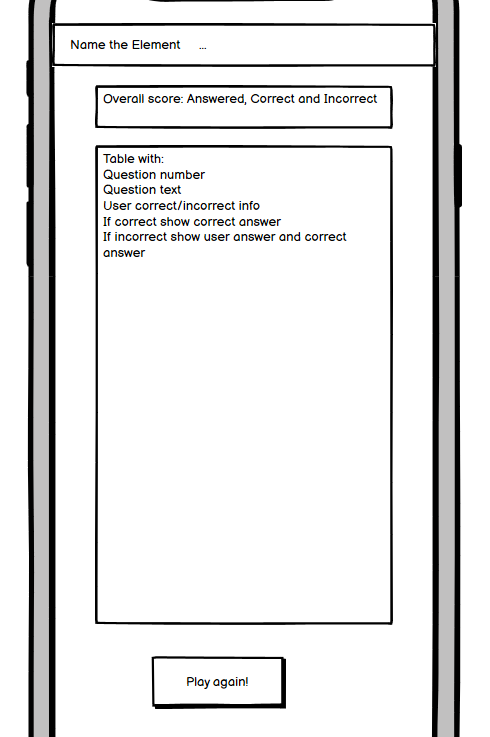 Name the Element ...
Overall score: Answered, Correct and Incorrect
Table with:
Question number
Question text
User correct/incorrect info
If correct show correct answer
If incorrect show user answer and correct
answer
Play again!